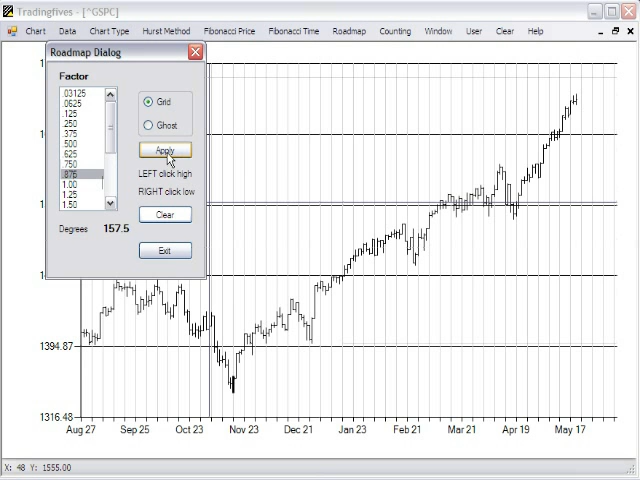 Tradingfives - [^GSPC]
Chart Data Chart Type Hurst Method Fibonacci Price Fibonacci Time Roadmap Counting Window User Clear Exit
Roadmap Dialog
Factor
.03125
.0625
.125
.250
.375
.500
.625
.750
.875
1.00
1.25
1.50
Grid
Ghost
Apply
LEFT click high
RIGHT click low
Clear
Degrees 157.5
Exit
1394.87
1316.48
Aug 27 Sep 25 Oct 23 Nov 23 Dec 21 Jan 23 Feb 21 Mar 21 Apr 19 May 17
X: 48 Y: 1555.00